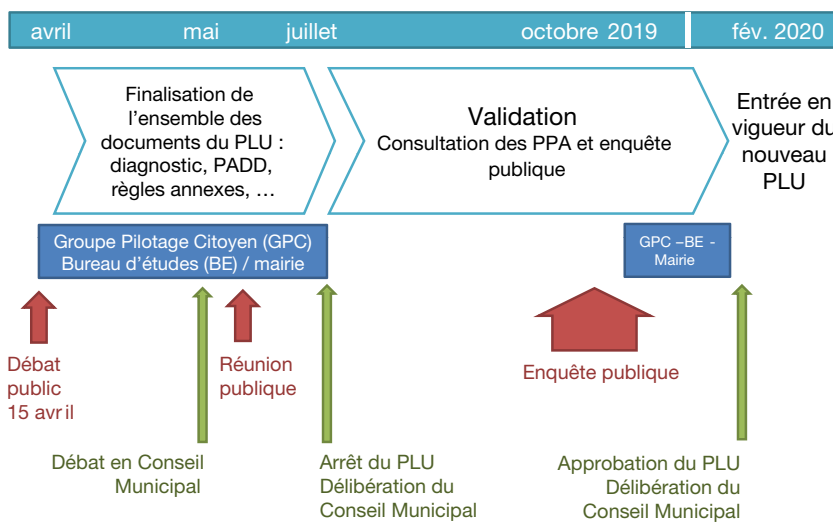 avril mai juillet octobre 2019 fév. 2020
Finalisation de
l'ensemble des
documents du PLU :
diagnostic, PADD,
règles annexes, …
Validation
Consultation des PPA et enquête
publique
Entrée en
vigueur du
nouveau
PLU
Groupe Pilotage Citoyen (GPC)
Bureau d'études (BE) / mairie
GPC –BE -
Mairie
Débat
public
15 avril
Réunion
publique
Enquête publique
Débat en Conseil
Municipal
Arrêt du PLU
Délibération du
Conseil Municipal
Approbation du PLU
Délibération du
Conseil Municipal